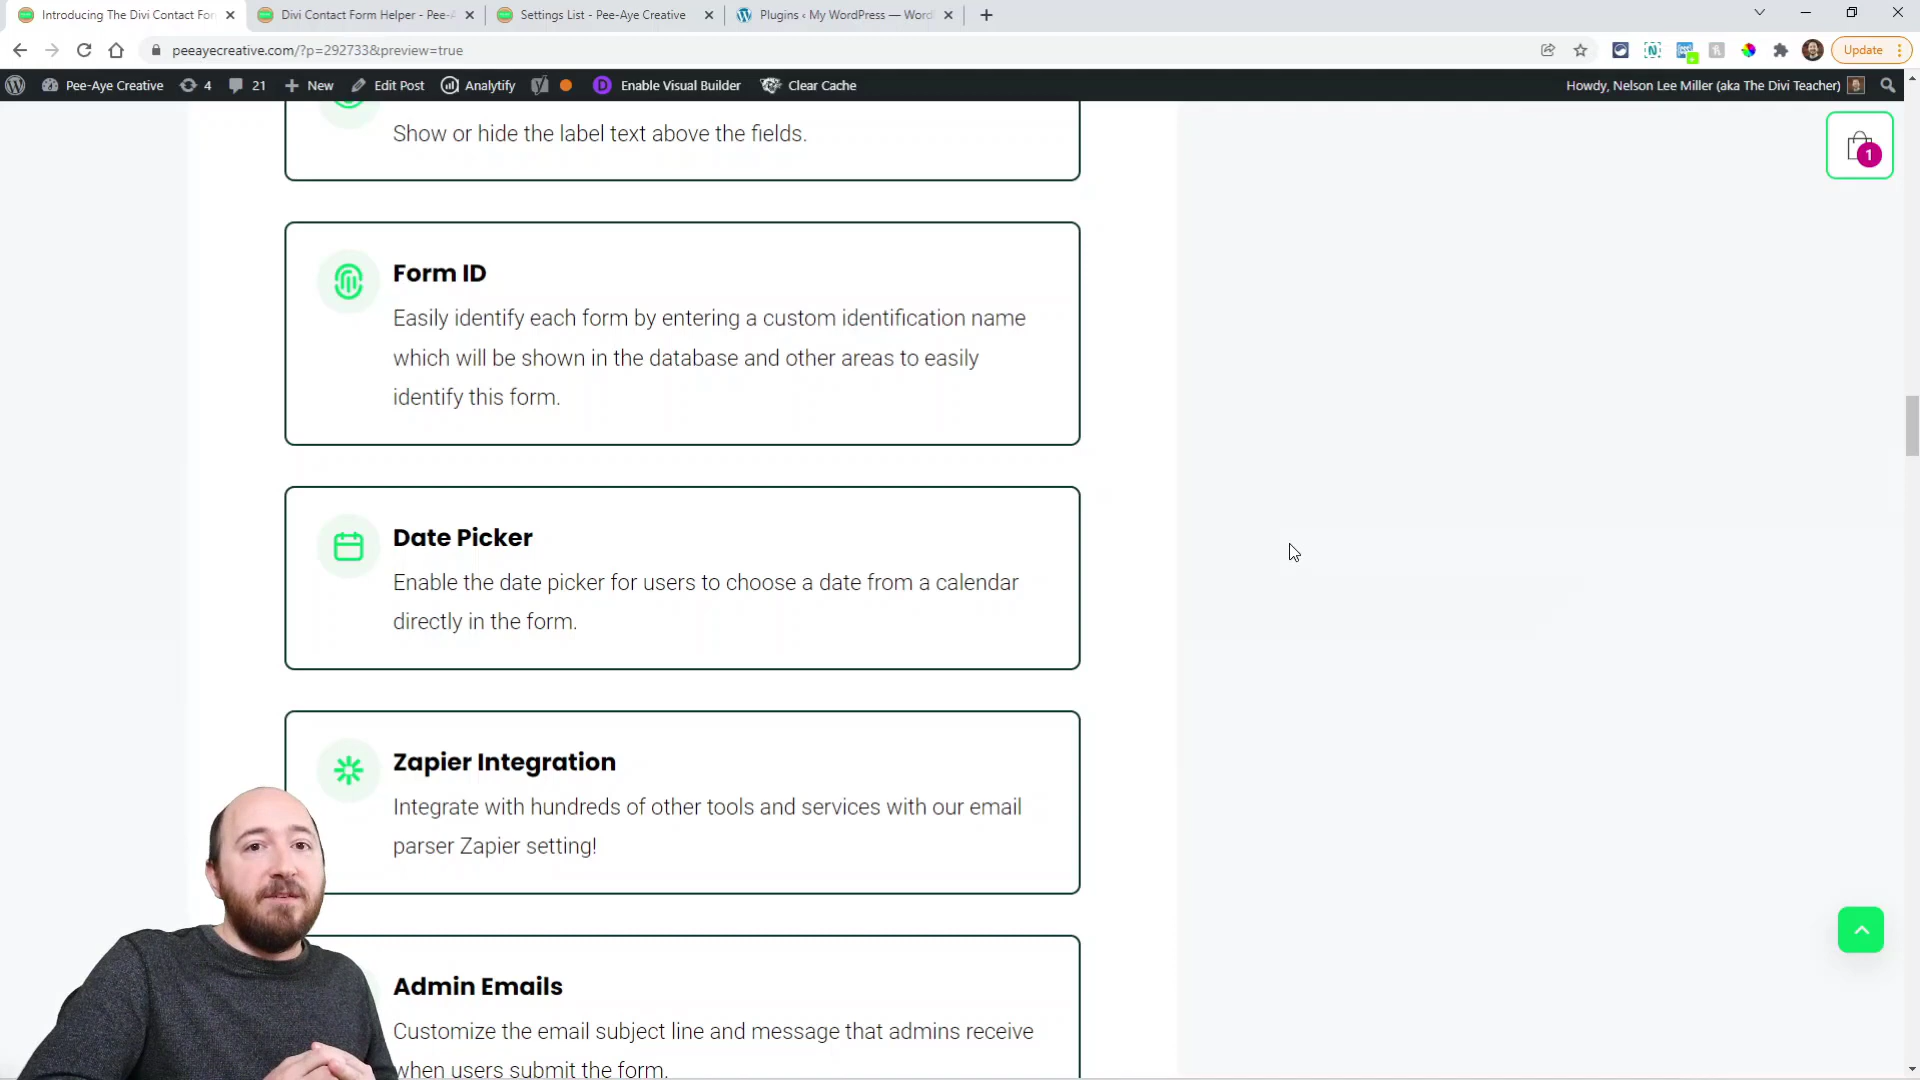 Introducing The Divi Contact For
Divi Contact Form Helper - Pee-A
Settings List - Pee-Aye Creative
Plugins ‹ My WordPress — Word
peeayecreative.com/?p=292733&preview=true
Update
Pee-Aye Creative
4
21
New
Edit Post
Analytify
Enable Visual Builder
Clear Cache
Howdy, Nelson Lee Miller (aka The Divi Teacher)
1
Show or hide the label text above the fields.
Form ID
Easily identify each form by entering a custom identification name
which will be shown in the database and other areas to easily
identify this form.
Date Picker
Enable the date picker for users to choose a date from a calendar
directly in the form.
Zapier Integration
Integrate with hundreds of other tools and services with our email
parser Zapier setting!
Admin Emails
Customize the email subject line and message that admins receive
when users submit the form.